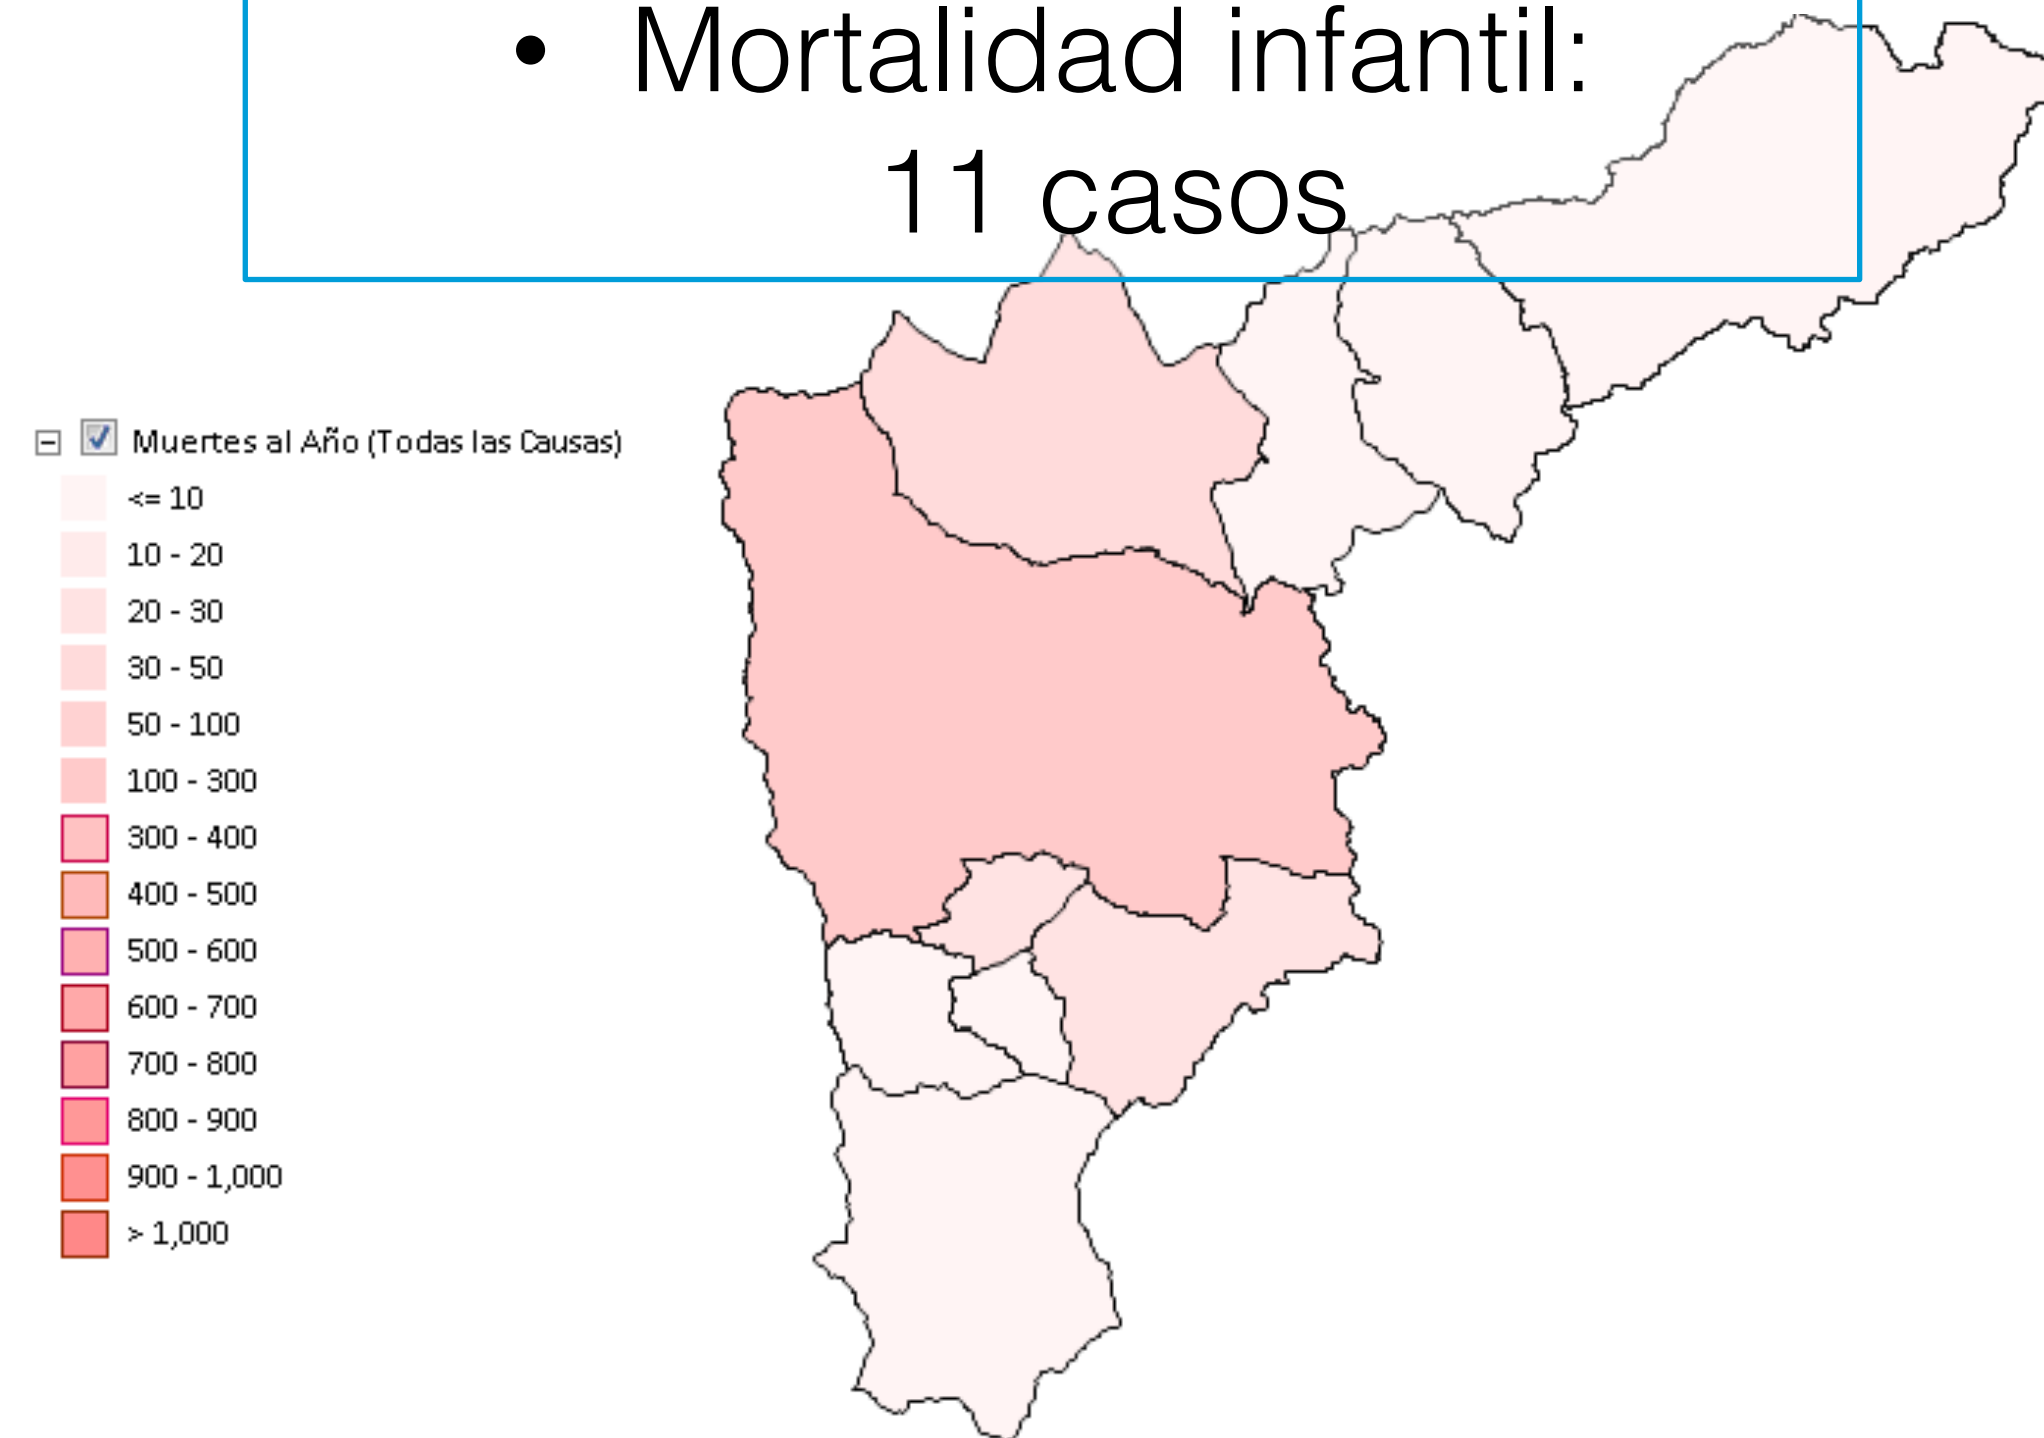 • Mortalidad infantil:
11 casos
Muertes al Año (Todas las Causas)
<= 10
10 - 20
20 - 30
30 - 50
50 - 100
100 - 300
300 - 400
400 - 500
500 - 600
600 - 700
700 - 800
800 - 900
900 - 1,000
> 1,000